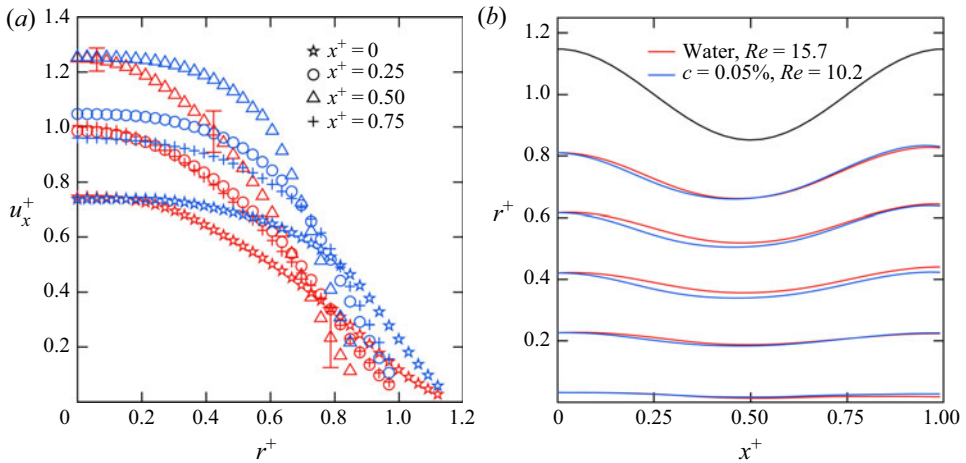 (a)
1.4
1.2
1.0
0.8
0.6
0.4
0.2
0
0.2
0.4
0.6
0.8
1.0
1.2
u_x^+
r^+
x^+ = 0
x^+ = 0.25
x^+ = 0.50
x^+ = 0.75
(b)
1.2
1.0
0.8
0.6
0.4
0.2
0
0.25
0.50
0.75
1.00
r^+
x^+
Water, Re = 15.7
c = 0.05%, Re = 10.2